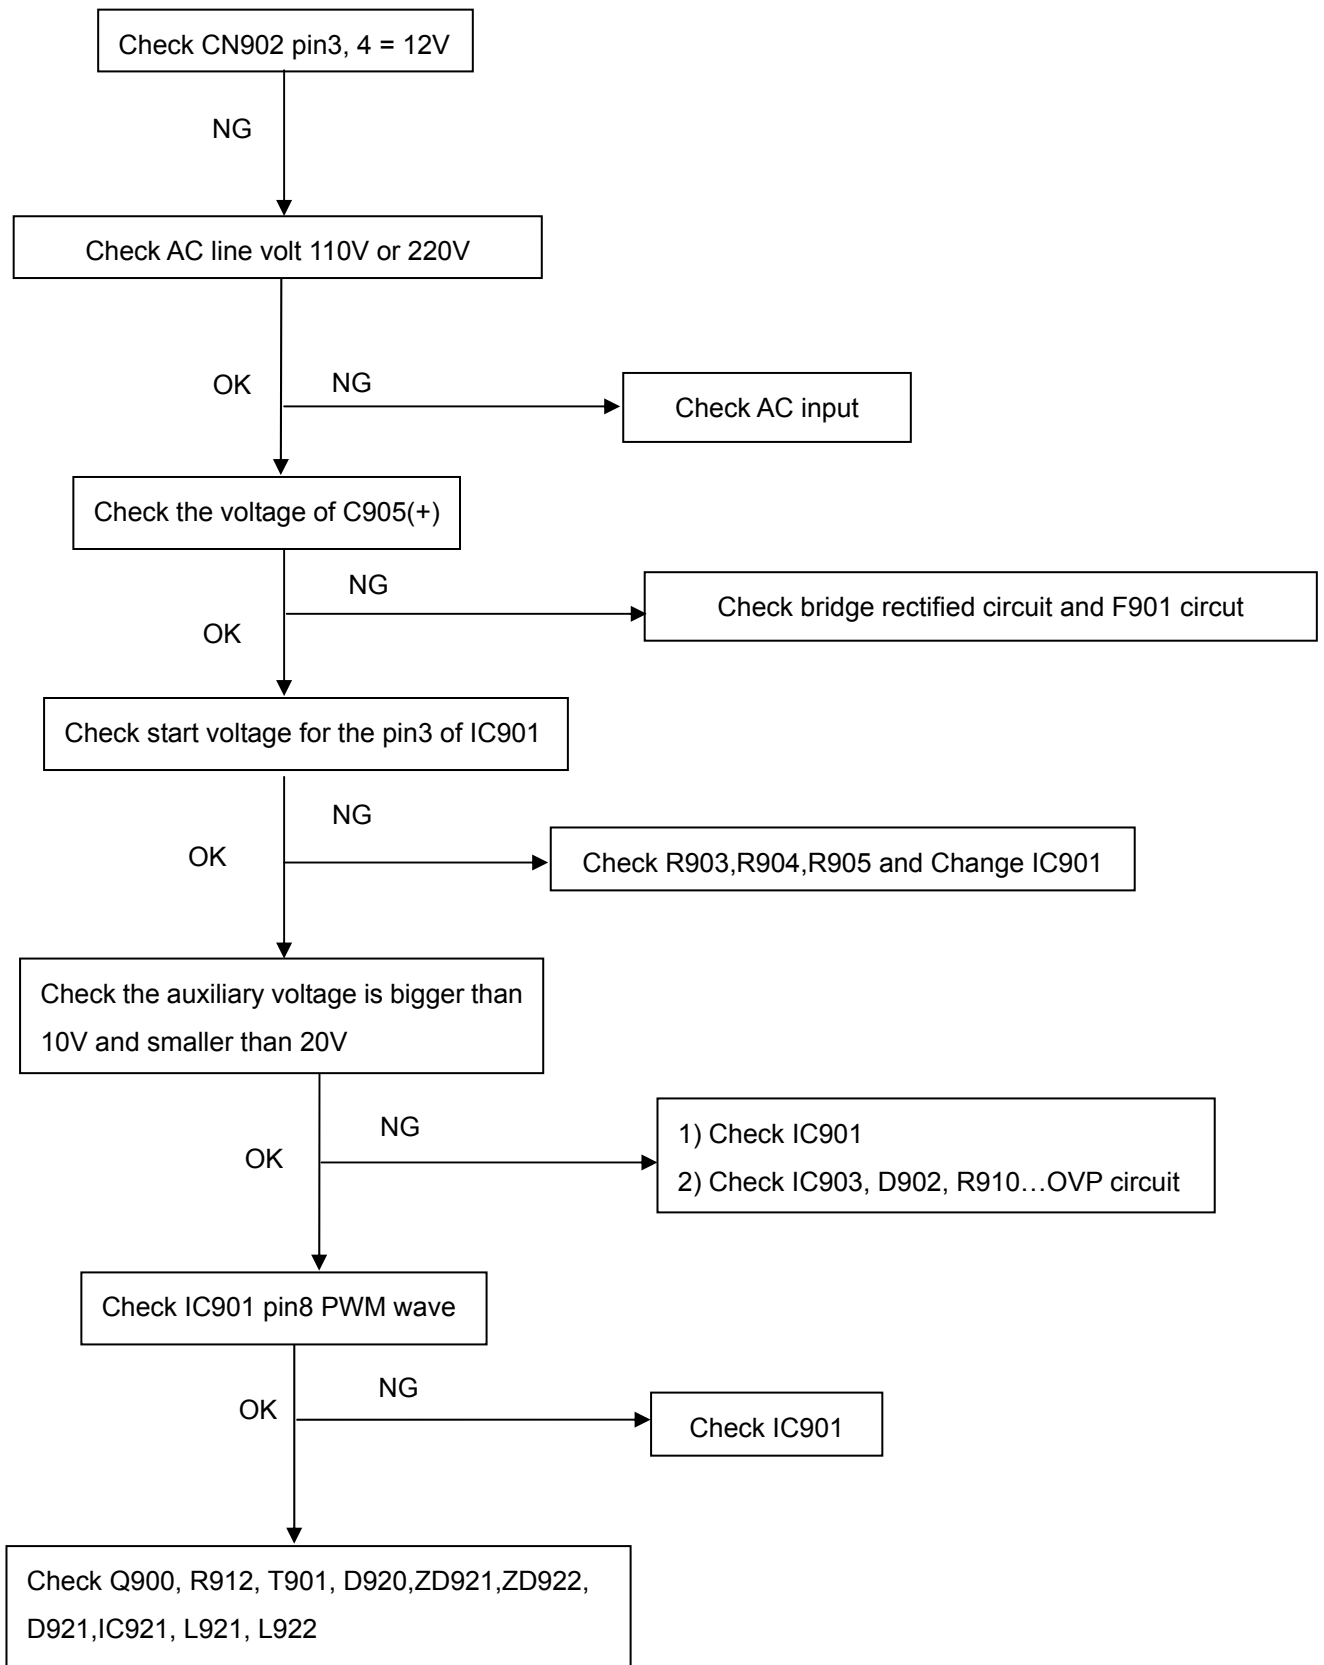 Check CN902 pin3, 4 = 12V
NG
Check AC line volt 110V or 220V
OK
NG
Check AC input
Check the voltage of C905(+)
NG
Check bridge rectified circuit and F901 circut
OK
Check start voltage for the pin3 of IC901
NG
OK
Check R903,R904,R905 and Change IC901
Check the auxiliary voltage is bigger than
10V and smaller than 20V
NG
1) Check IC901
OK
2) Check IC903, D902, R910…OVP circuit
Check IC901 pin8 PWM wave
NG
OK
Check IC901
Check Q900, R912, T901, D920,ZD921,ZD922,
D921,IC921, L921, L922